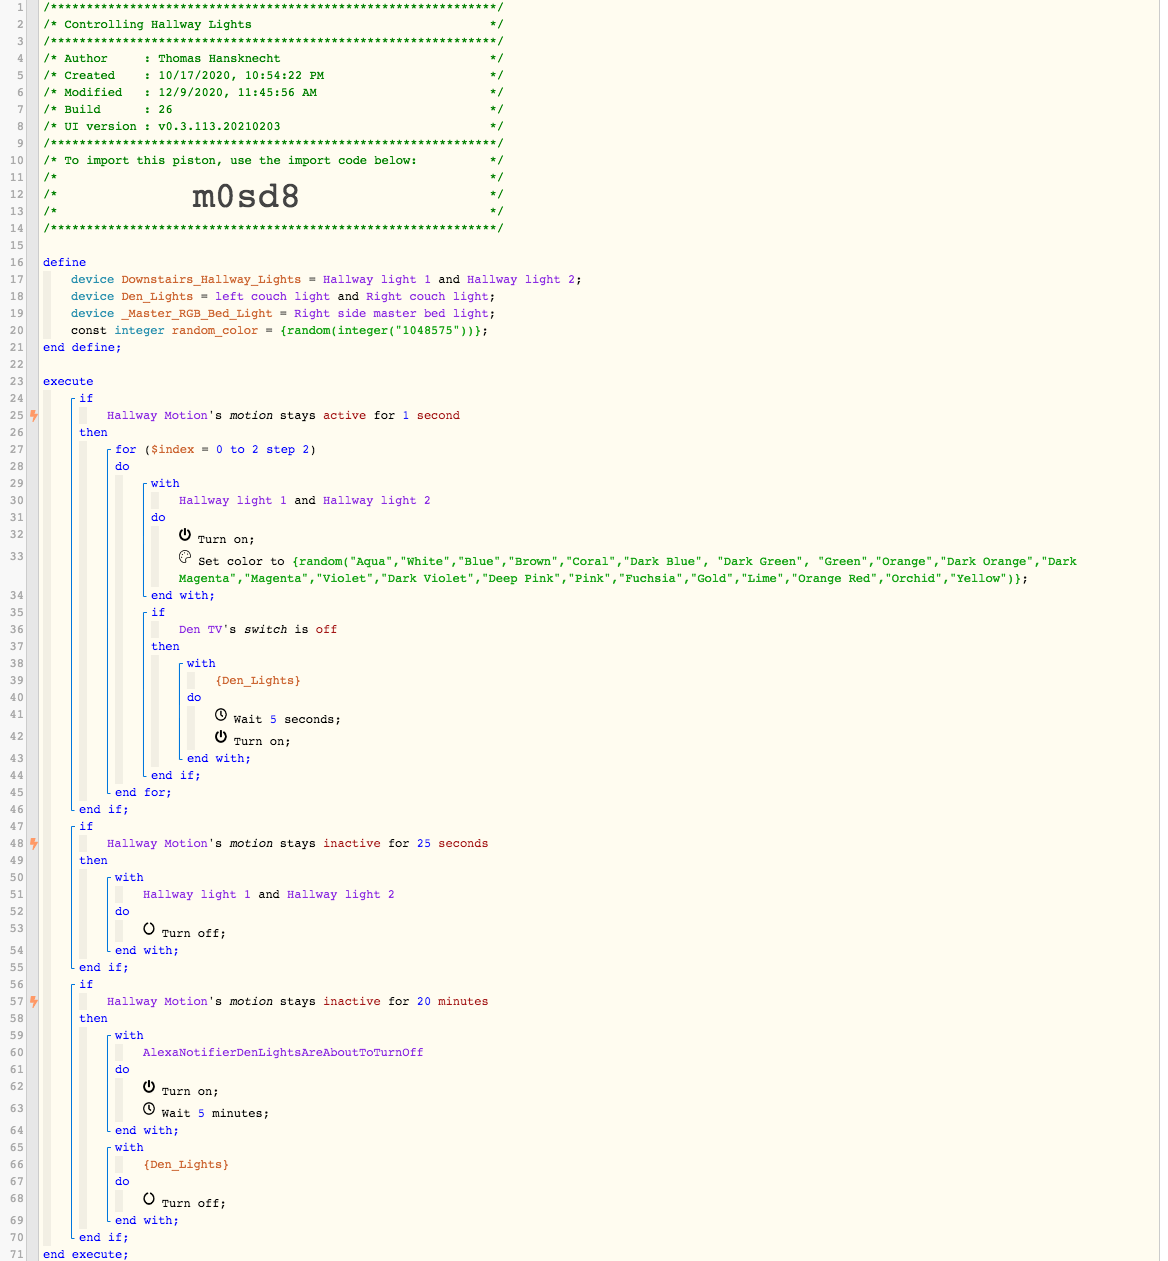 1 /**************************************************************/
2 /* Controlling Hallway Lights */
3 /**************************************************************/
4 /* Author : Thomas Hansknecht */
5 /* Created : 10/17/2020, 10:54:22 PM */
6 /* Modified : 12/9/2020, 11:45:56 AM */
7 /* Build : 26 */
8 /* UI version : v0.3.113.20210203 */
9 /**************************************************************/
10 /* To import this piston, use the import code below: */
11 /* */
12 /* m0sd8 */
13 /* */
14 /**************************************************************/
15
16 define
17 device Downstairs_Hallway_Lights = Hallway light 1 and Hallway light 2;
18 device Den_Lights = left couch light and Right couch light;
19 device _Master_RGB_Bed_Light = Right side master bed light;
20 const integer random_color = {random(integer("1048575"))};
21 end define;
22
23 execute
24 if
25 Hallway Motion's motion stays active for 1 second
26 then
27 for ($index = 0 to 2 step 2)
28 do
29 with
30 Hallway light 1 and Hallway light 2
31 do
32 Turn on;
33 Set color to {random("Aqua","White","Blue","Brown","Coral","Dark Blue", "Dark Green", "Green","Orange","Dark Orange","Dark
Magenta","Magenta","Violet","Dark Violet","Deep Pink","Pink","Fuchsia","Gold","Lime","Orange Red","Orchid","Yellow")};
34 end with;
35 if
36 Den TV's switch is off
37 then
38 with
39 {Den_Lights}
40 do
41 Wait 5 seconds;
42 Turn on;
43 end with;
44 end if;
45 end for;
46 end if;
47 if
48 Hallway Motion's motion stays inactive for 25 seconds
49 then
50 with
51 Hallway light 1 and Hallway light 2
52 do
53 Turn off;
54 end with;
55 end if;
56 if
57 Hallway Motion's motion stays inactive for 20 minutes
58 then
59 with
60 AlexaNotifierDenLightsAreAboutToTurnOff
61 do
62 Turn on;
63 Wait 5 minutes;
64 end with;
65 with
66 {Den_Lights}
67 do
68 Turn off;
69 end with;
70 end if;
71 end execute;